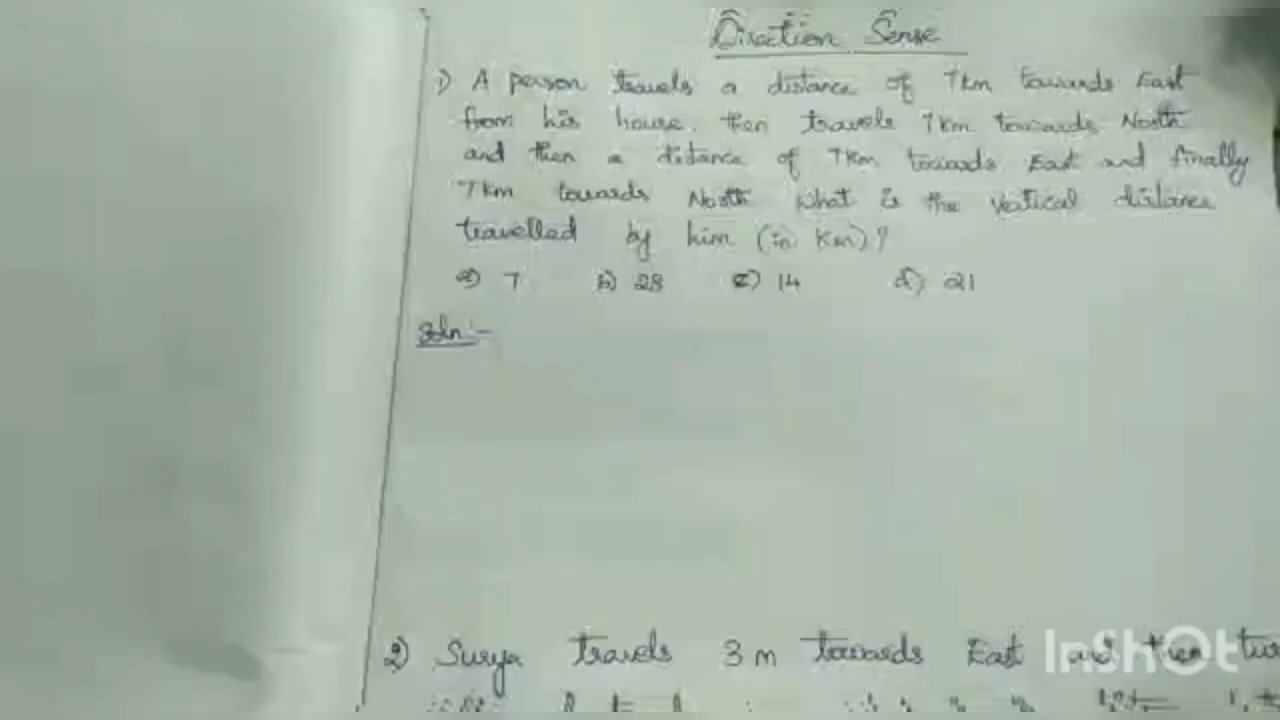 Direction Sense
1) A person travels a distance of 7km towards East
from his house. then travels 7km towards North
and then a distance of 7km towards East and finally
7km towards North what is the vertical distance
travelled by him (in km)?
a) 7 b) 28 c) 14 d) 21
Soln:-
2) Surya travels 3m towards East and then tur
InShOt